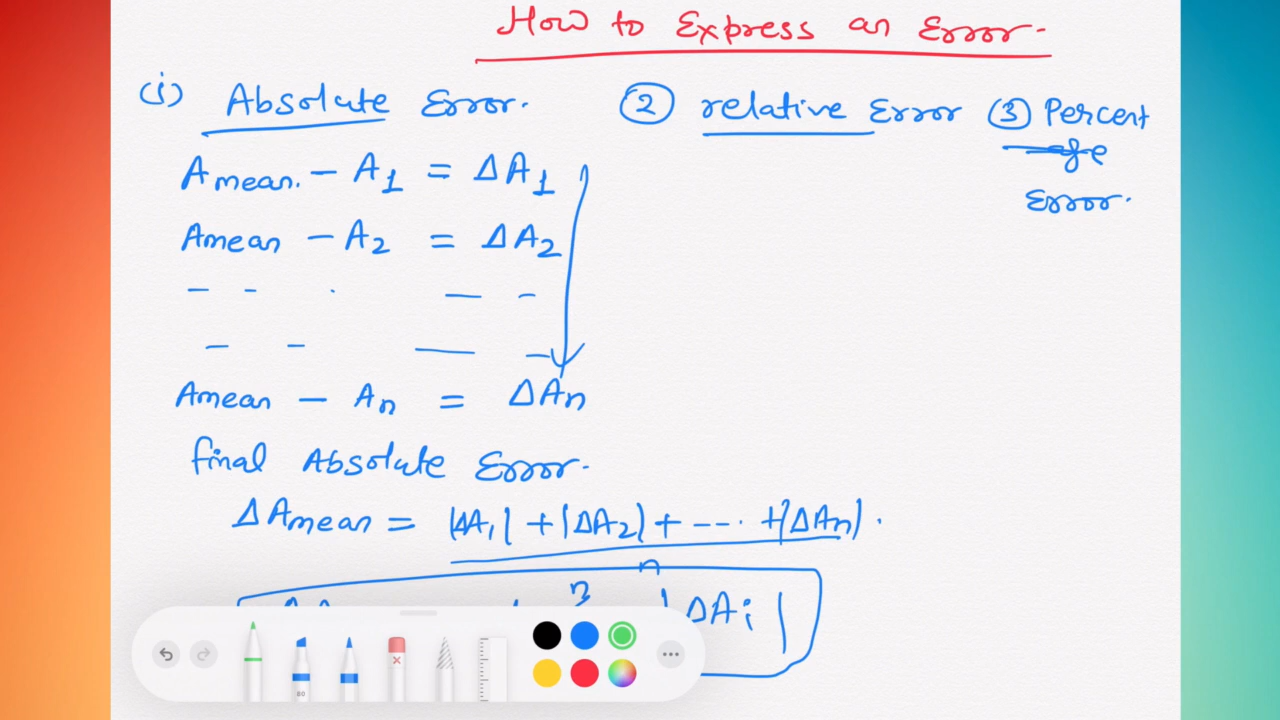 How to Express an Error.
(i) Absolute Error. (2) relative Error (3) Percent
age
Error.
Amean. - A1 = ΔA1
Amean - A2 = ΔA2
- - . - -
- - - -
Amean - An = ΔAn
final Absolute Error.
ΔAmean = |ΔA1| + |ΔA2| + --- + |ΔAn|.
n
n
|ΔAi|
80